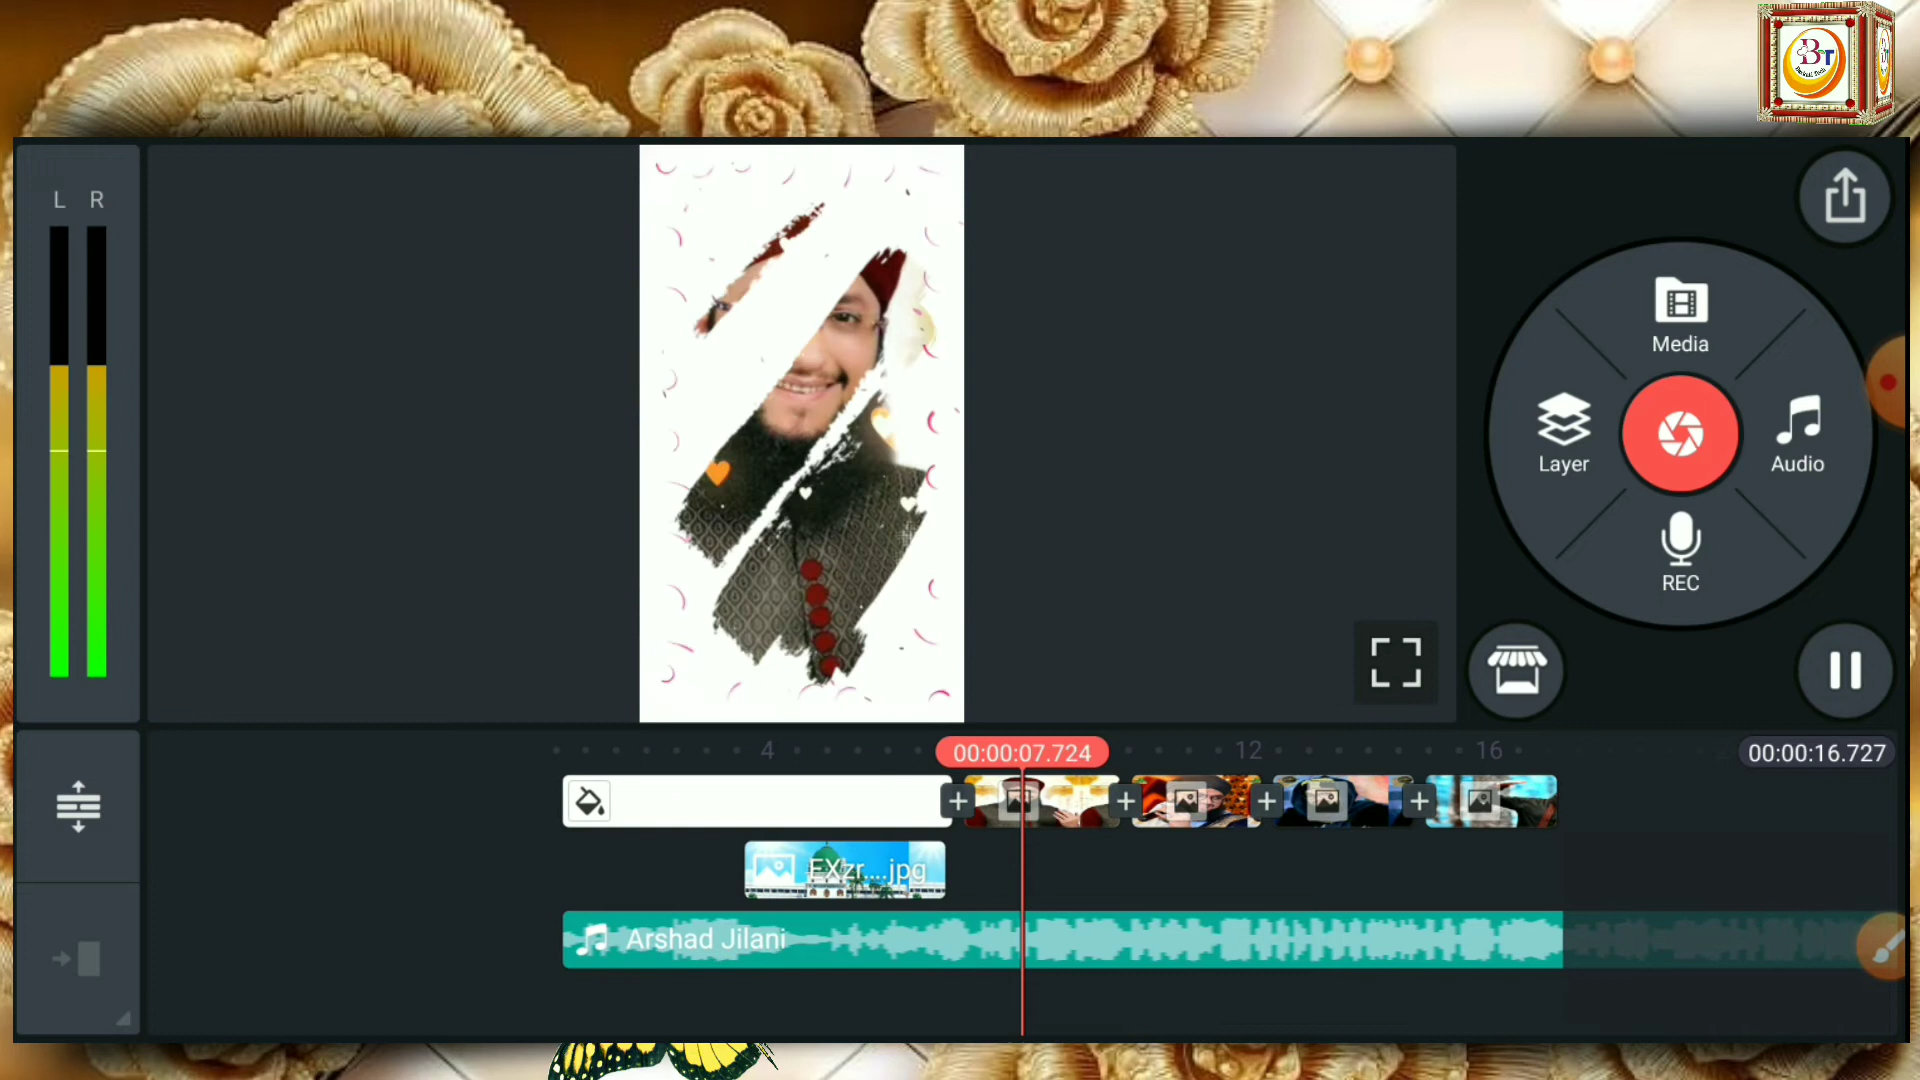 BT
L R
Media
Layer
Audio
REC
4
00:00:07.724
12
16
00:00:16.727
EXzr....jpg
Arshad Jilani